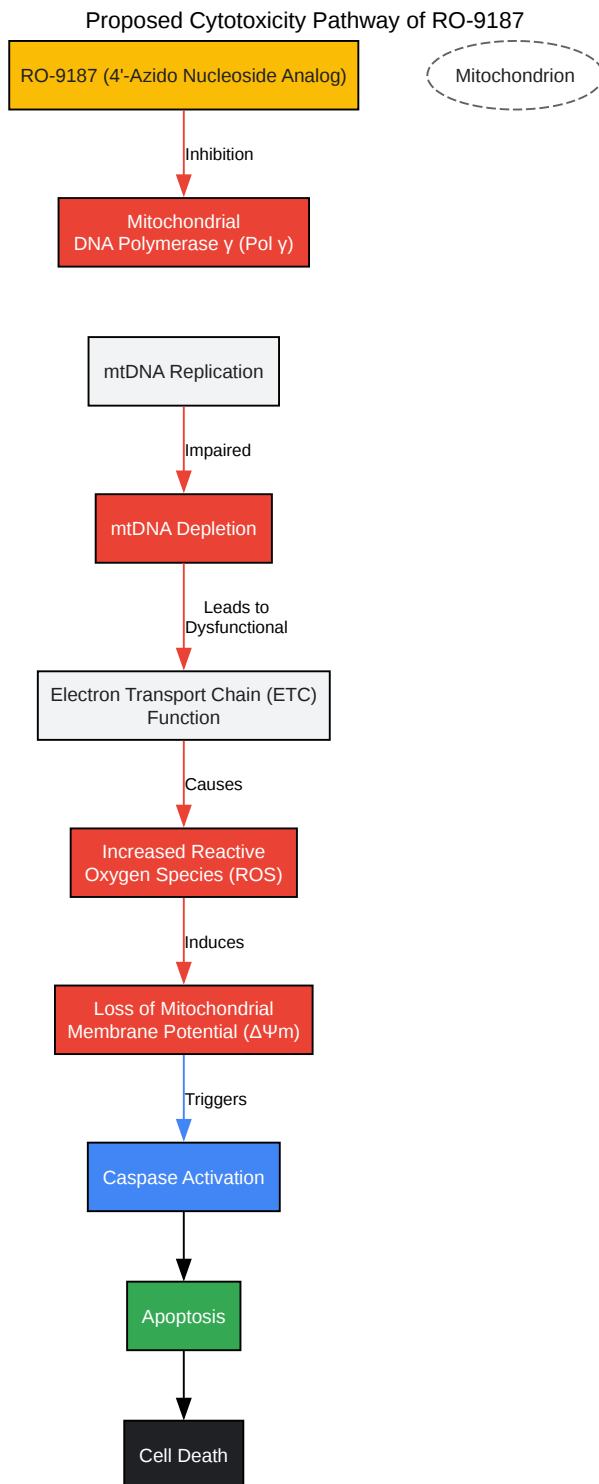 Proposed Cytotoxicity Pathway of RO-9187
RO-9187 (4'-Azido Nucleoside Analog)
Mitochondrion
Inhibition
Mitochondrial
DNA Polymerase γ (Pol γ)
mtDNA Replication
Impaired
mtDNA Depletion
Leads to
Dysfunctional
Electron Transport Chain (ETC)
Function
Causes
Increased Reactive
Oxygen Species (ROS)
Induces
Loss of Mitochondrial
Membrane Potential (ΔΨm)
Triggers
Caspase Activation
Apoptosis
Cell Death